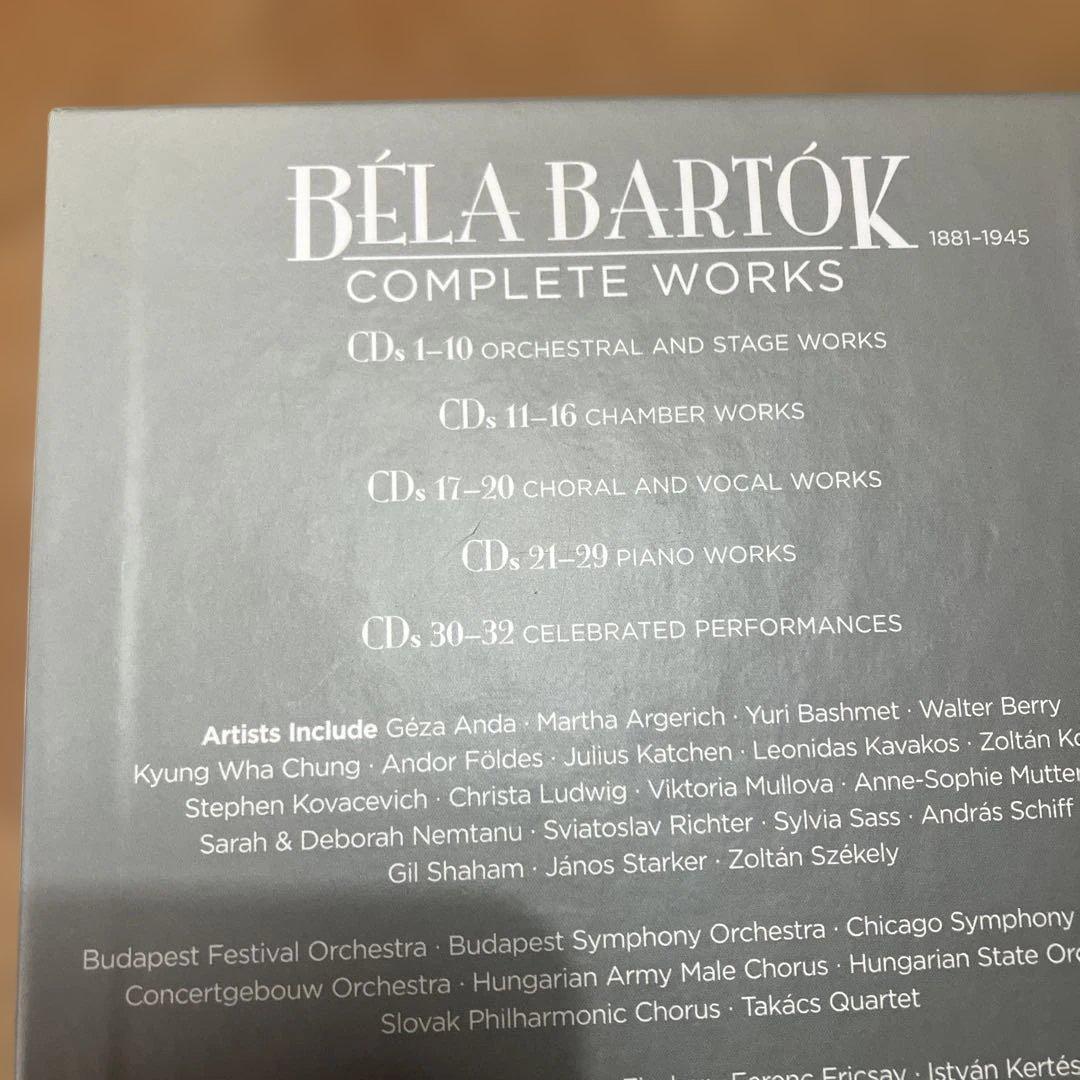 BÉLA BARTÓK 1881–1945
COMPLETE WORKS
CDs 1–10 ORCHESTRAL AND STAGE WORKS
CDs 11–16 CHAMBER WORKS
CDs 17–20 CHORAL AND VOCAL WORKS
CDs 21–29 PIANO WORKS
CDs 30–32 CELEBRATED PERFORMANCES
Artists Include Géza Anda · Martha Argerich · Yuri Bashmet · Walter Berry
Kyung Wha Chung · Andor Földes · Julius Katchen · Leonidas Kavakos · Zoltán
Stephen Kovacevich · Christa Ludwig · Viktoria Mullova · Anne-Sophie Mutter
Sarah & Deborah Nemtanu · Sviatoslav Richter · Sylvia Sass · András Schiff
Gil Shaham · János Starker · Zoltán Székely
Budapest Festival Orchestra · Budapest Symphony Orchestra · Chicago Symphony
Concertgebouw Orchestra · Hungarian Army Male Chorus · Hungarian State
Slovak Philharmonic Chorus · Takács Quartet
Ferenc Fricsay · István